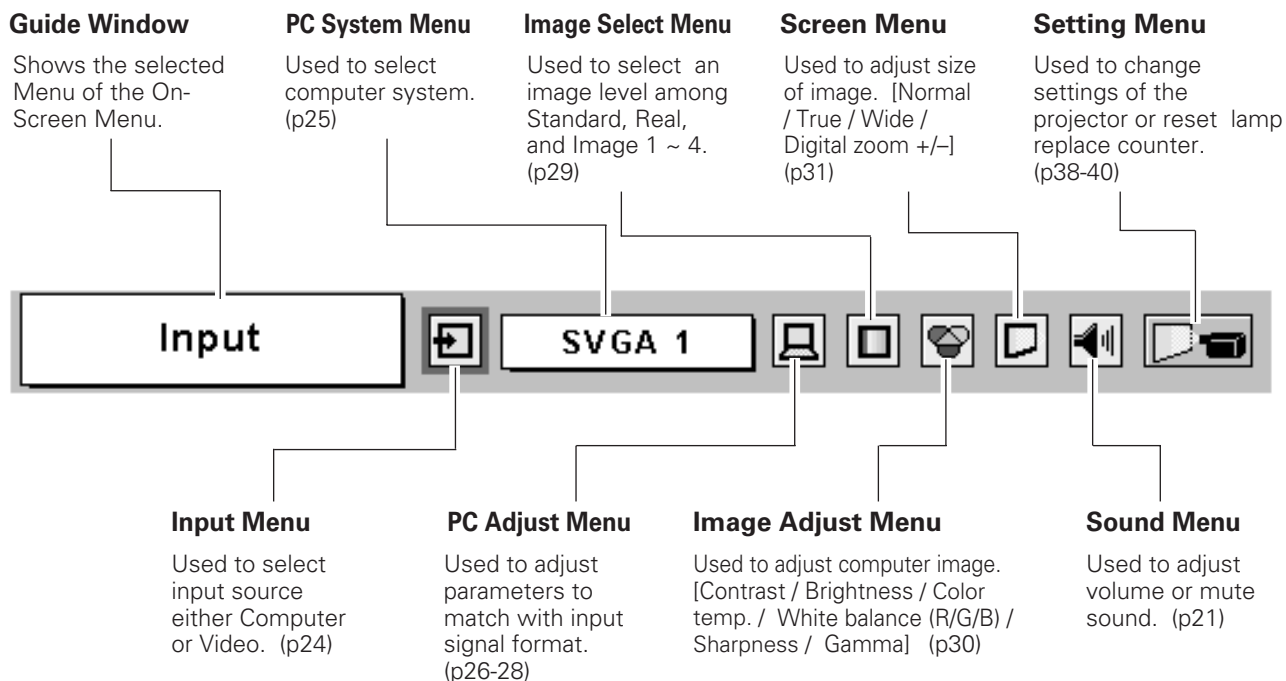 Guide Window
Shows the selected
Menu of the On-
Screen Menu.
PC System Menu
Used to select
computer system.
(p25)
Image Select Menu
Used to select an
image level among
Standard, Real,
and Image 1 ~ 4.
(p29)
Screen Menu
Used to adjust size
of image. [Normal
/ True / Wide /
Digital zoom +/–]
(p31)
Setting Menu
Used to change
settings of the
projector or reset lamp
replace counter.
(p38-40)
Input
SVGA 1
Input Menu
Used to select
input source
either Computer
or Video. (p24)
PC Adjust Menu
Used to adjust
parameters to
match with input
signal format.
(p26-28)
Image Adjust Menu
Used to adjust computer image.
[Contrast / Brightness / Color
temp. / White balance (R/G/B) /
Sharpness / Gamma] (p30)
Sound Menu
Used to adjust
volume or mute
sound. (p21)